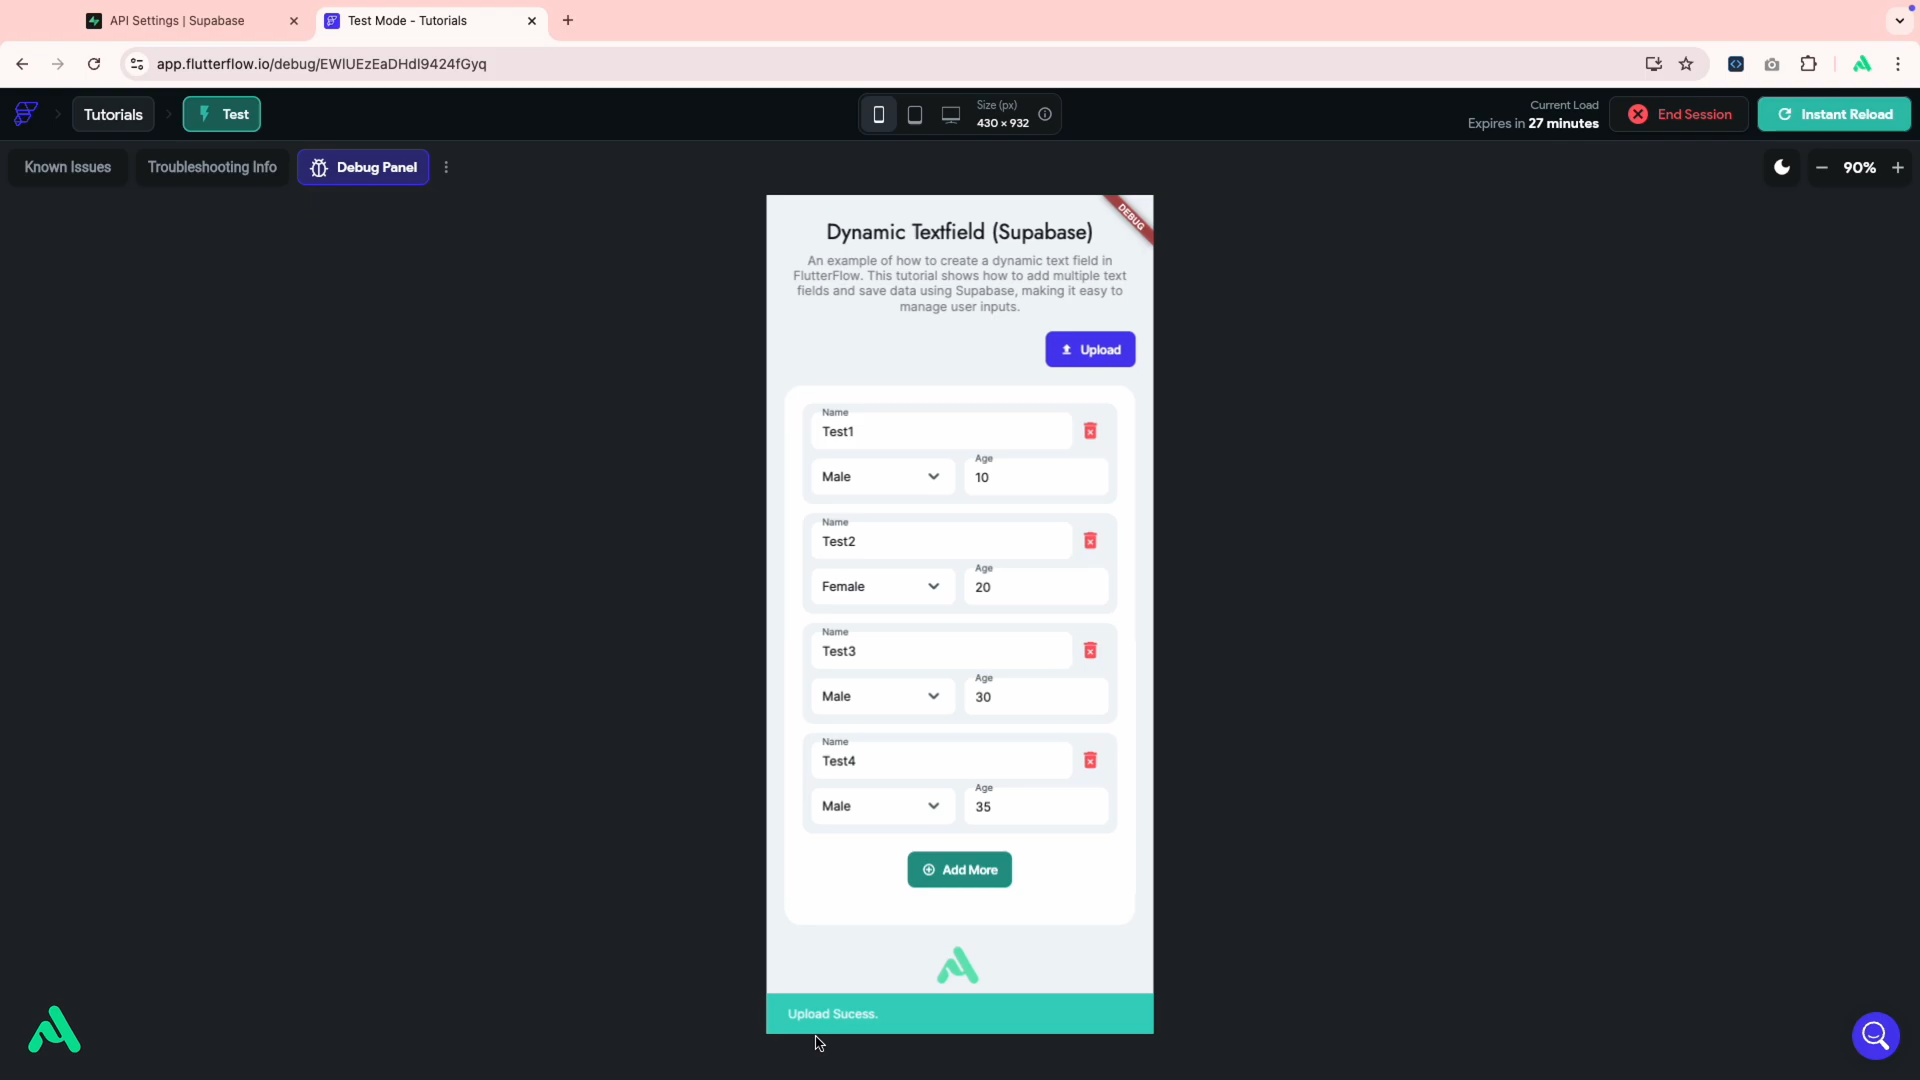 API Settings | Supabase
Test Mode - Tutorials
app.flutterflow.io/debug/EWlUEzEaDHdl9424fGyq
Tutorials
Test
Size (px)
430 × 932
Current Load
Expires in 27 minutes
End Session
Instant Reload
Known Issues
Troubleshooting Info
Debug Panel
90%
DEBUG
Dynamic Textfield (Supabase)
An example of how to create a dynamic text field in
FlutterFlow. This tutorial shows how to add multiple text
fields and save data using Supabase, making it easy to
manage user inputs.
Upload
Name
Test1
Male
Age
10
Name
Test2
Female
Age
20
Name
Test3
Male
Age
30
Name
Test4
Male
Age
35
Add More
Upload Sucess.